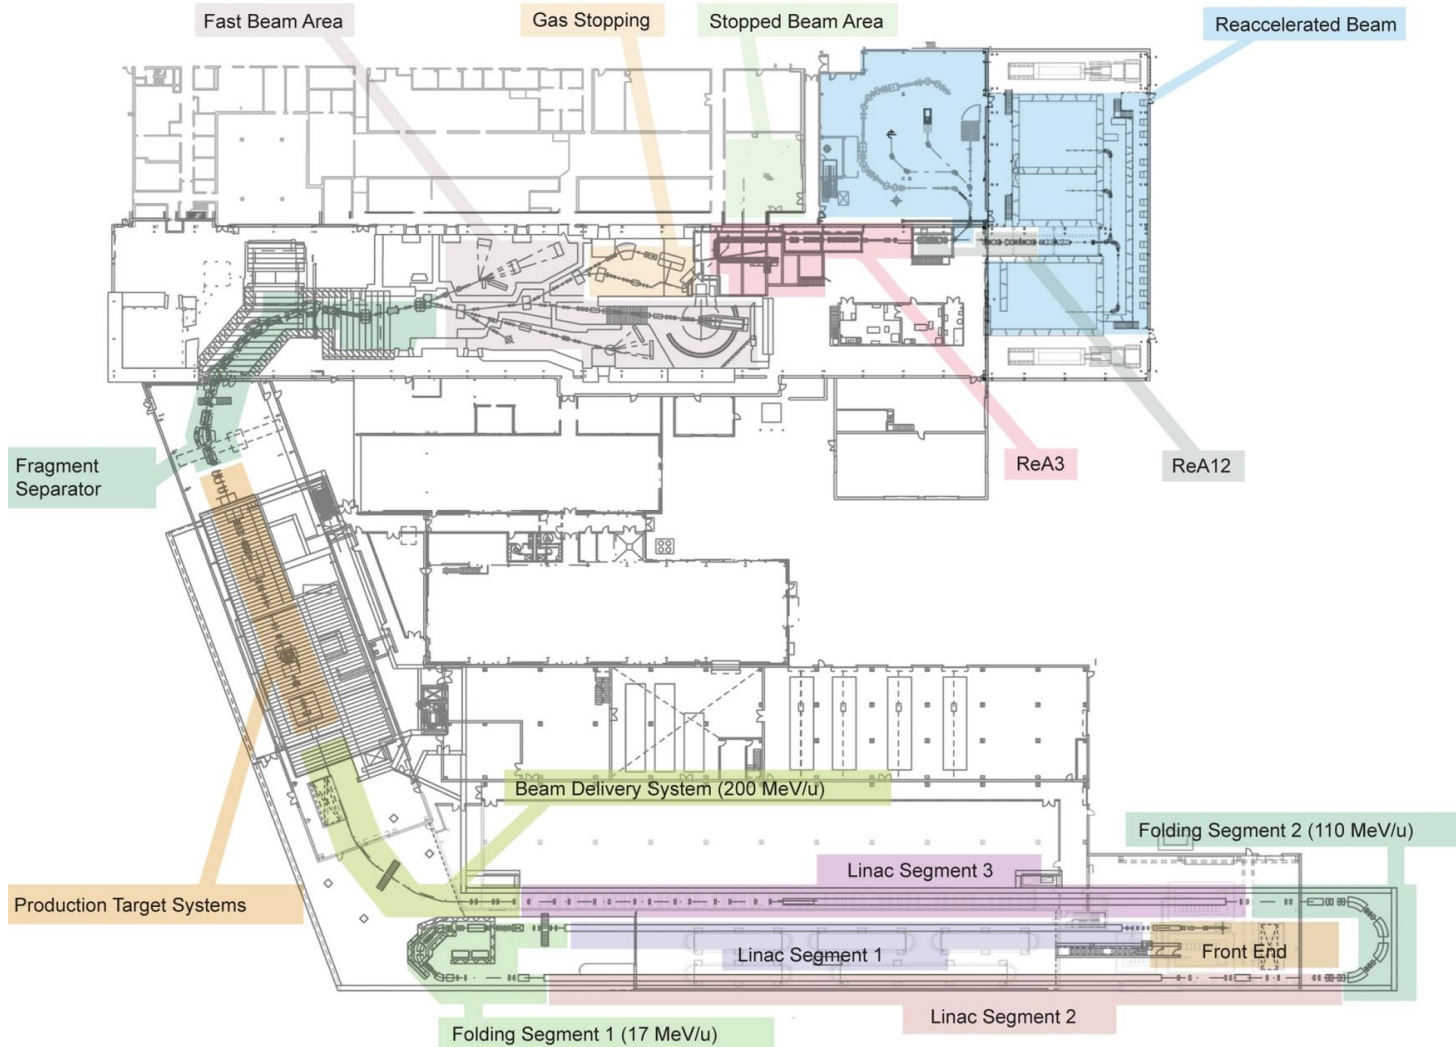 Fast Beam Area
Gas Stopping
Stopped Beam Area
Reaccelerated Beam
Fragment
Separator
ReA3
ReA12
Beam Delivery System (200 MeV/u)
Folding Segment 2 (110 MeV/u)
Linac Segment 3
Production Target Systems
Linac Segment 1
Front End
Linac Segment 2
Folding Segment 1 (17 MeV/u)